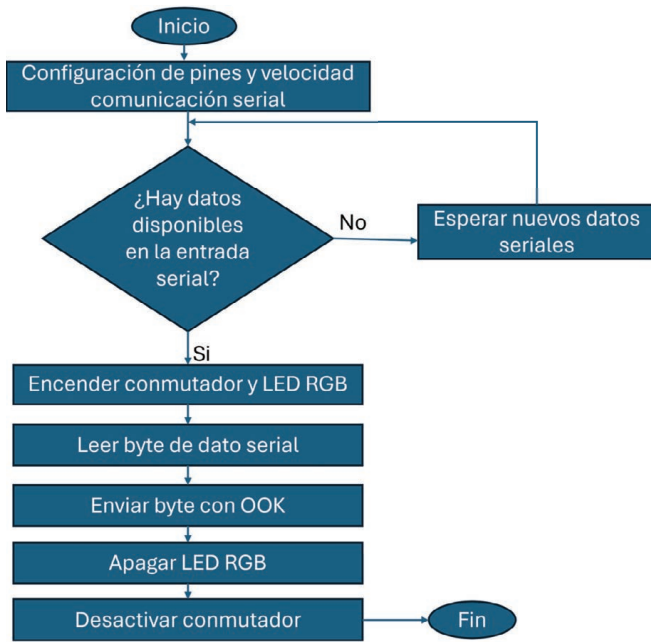 Inicio
Configuración de pines y velocidad
comunicación serial
¿Hay datos
disponibles
en la entrada
serial?
No
Esperar nuevos datos
seriales
Si
Encender conmutador y LED RGB
Leer byte de dato serial
Enviar byte con OOK
Apagar LED RGB
Desactivar conmutador
Fin